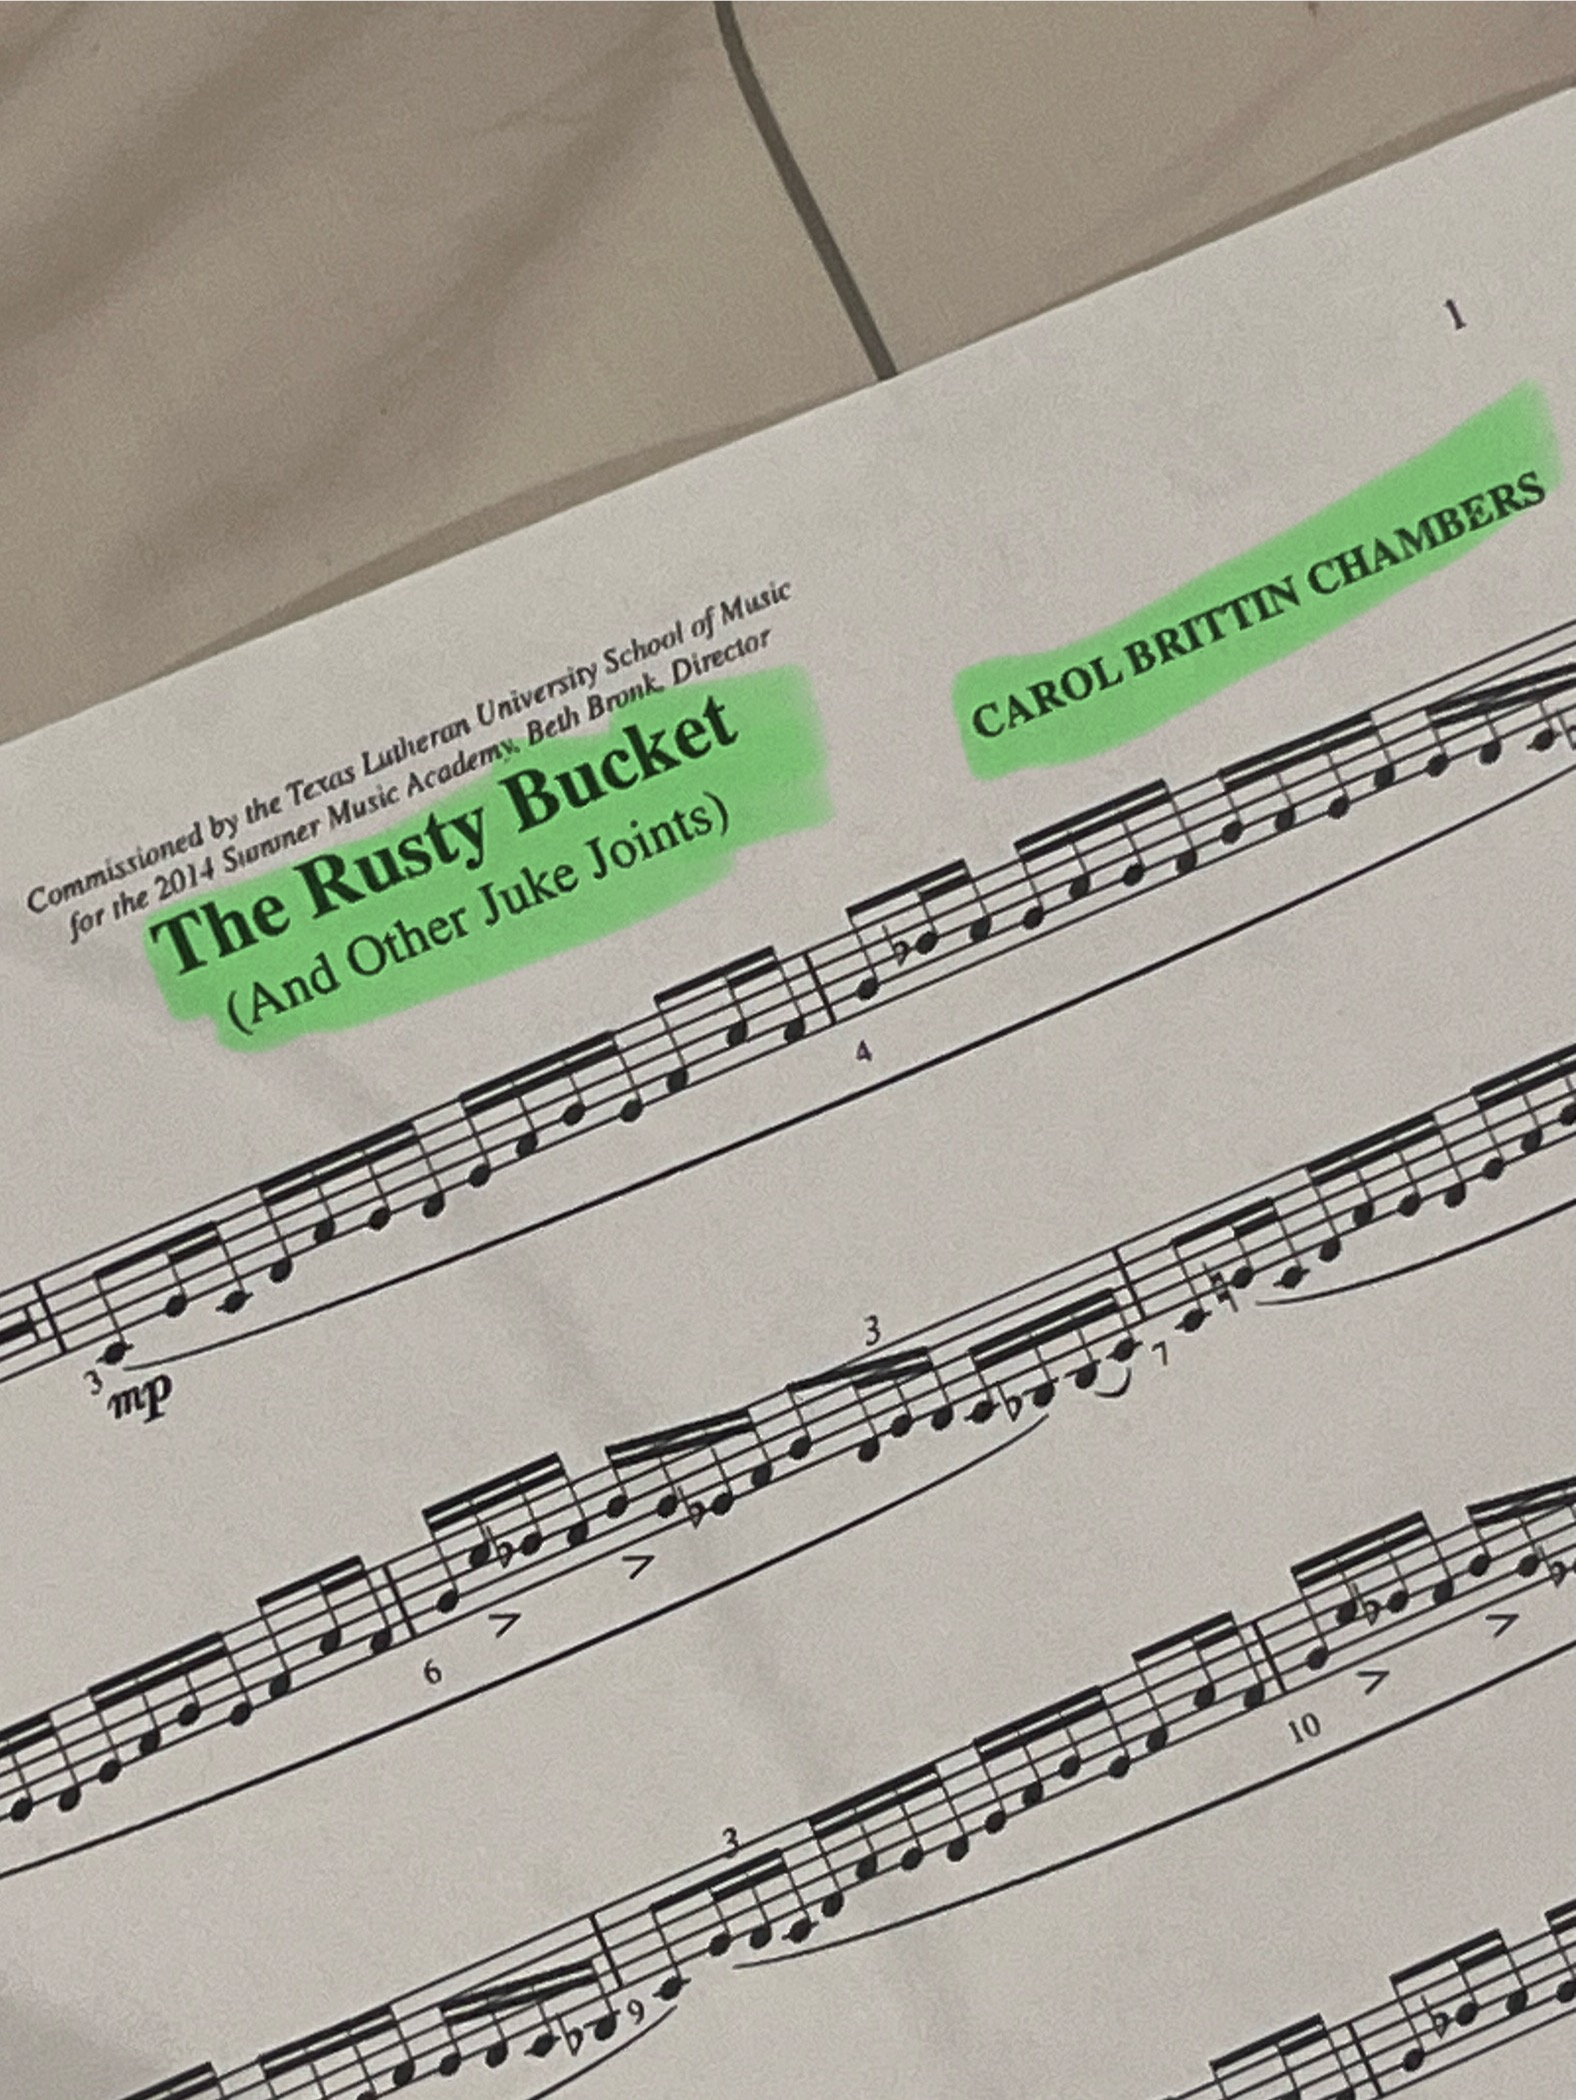 1
Commissioned by the Texas Lutheran University School of Music
for the 2014 Summer Music Academy, Beth Bronk, Director
The Rusty Bucket
(And Other Juke Joints)
CAROL BRITTIN CHAMBERS
3
mp
4
3
6
7
3
9
10